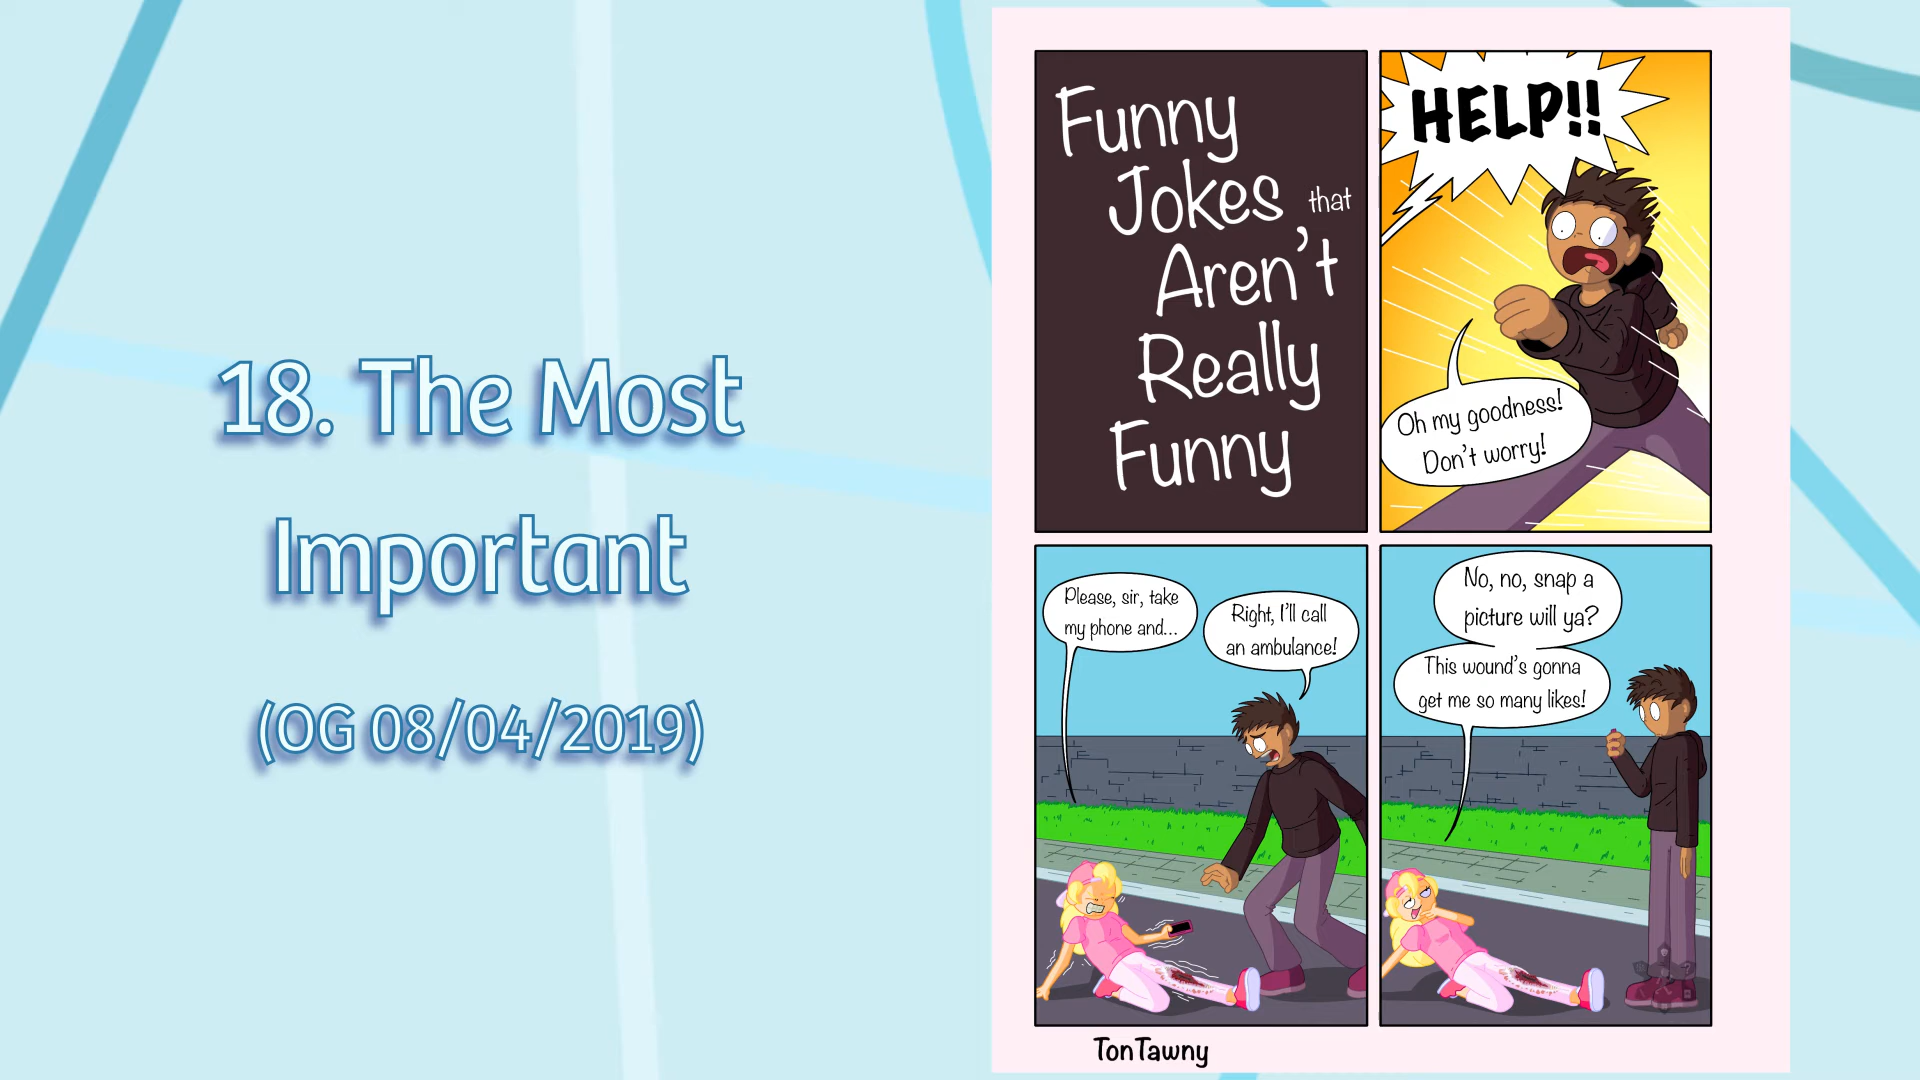 18. The Most
Important
(OG 08/04/2019)
Funny
Jokes that
Aren't
Really
Funny
HELP!!
Oh my goodness!
Don't worry!
Please, sir, take
my phone and...
Right, I'll call
an ambulance!
No, no, snap a
picture will ya?
This wound's gonna
get me so many likes!
TonTawny